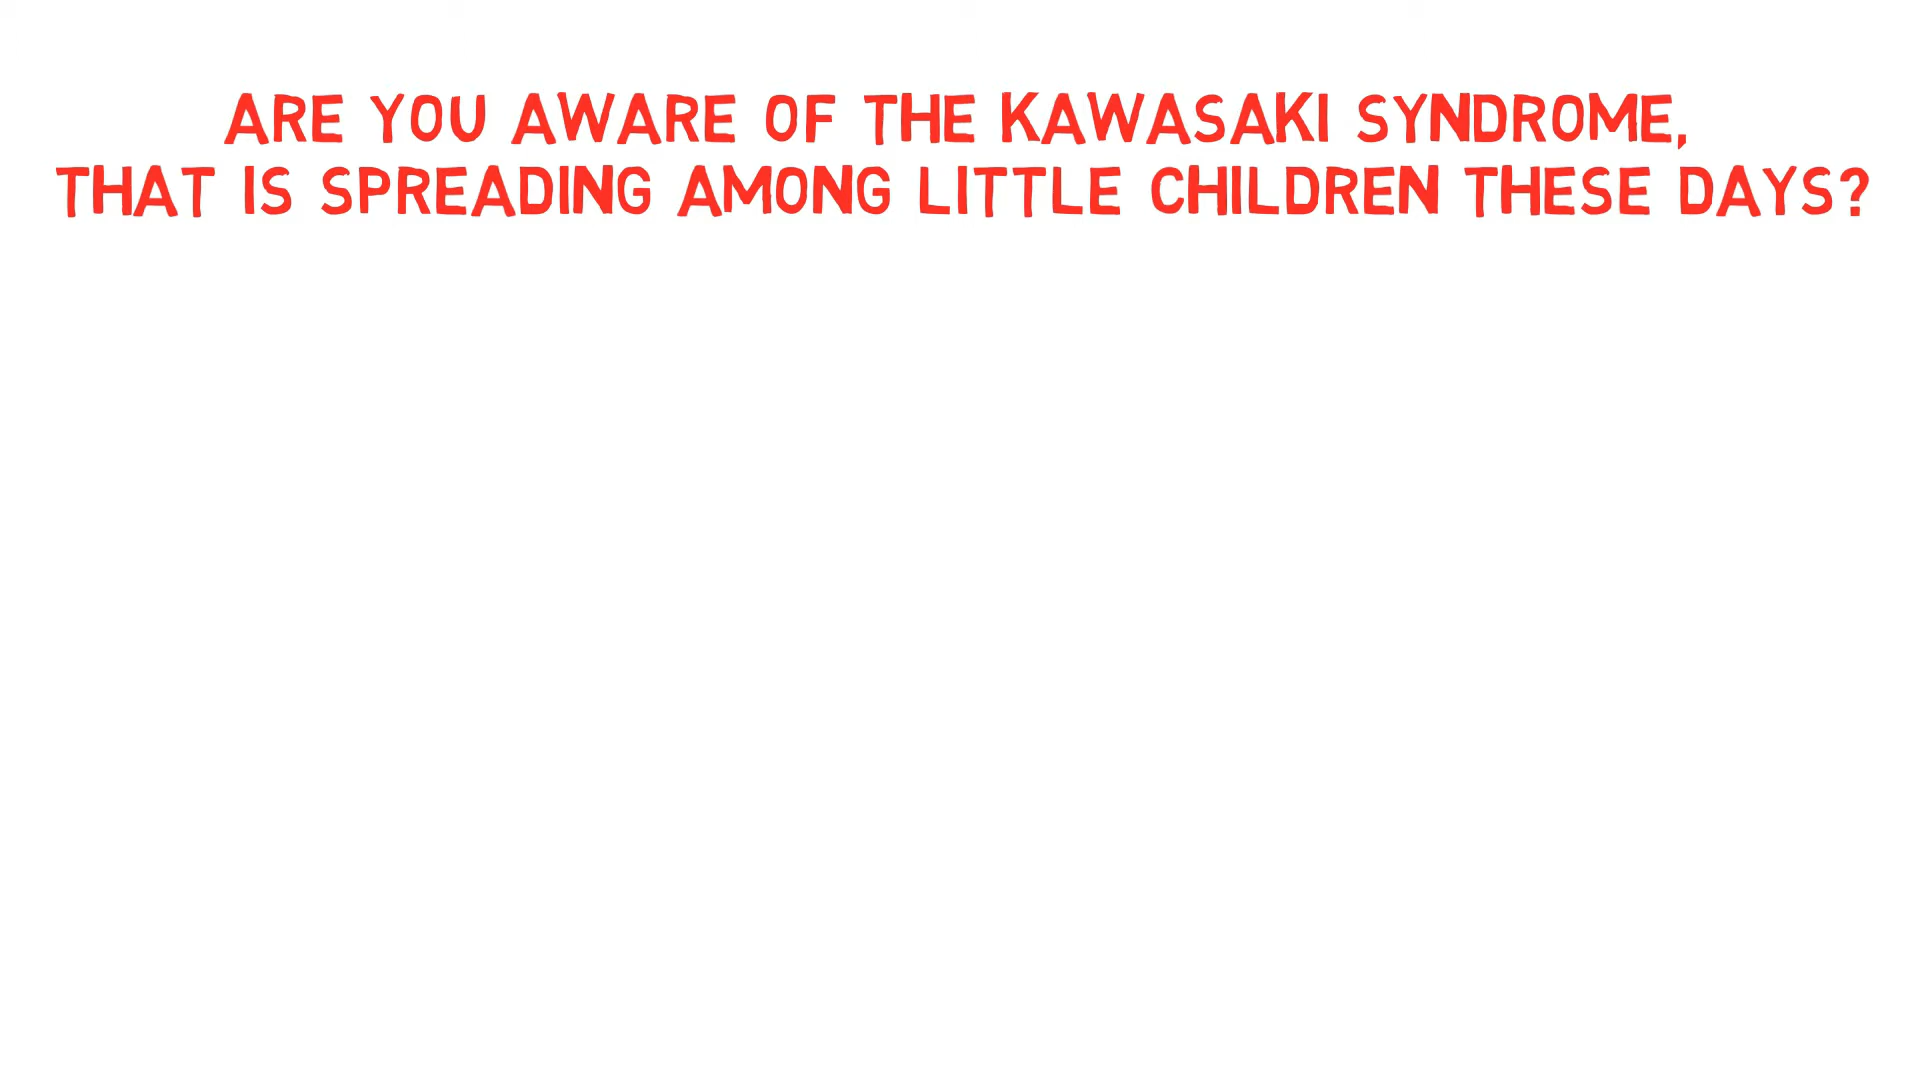 ARE YOU AWARE OF THE KAWASAKI SYNDROME,
THAT IS SPREADING AMONG LITTLE CHILDREN THESE DAYS?